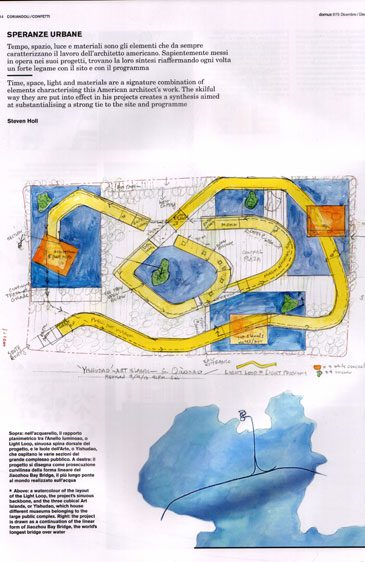 CORIANDOLI / CONFETTI
domus 975 Dicembre / Dec
SPERANZE URBANE
Tempo, spazio, luce e materiali sono gli elementi che da sempre
caratterizzano il lavoro dell'architetto americano. Sapientemente messi
in opera nei suoi progetti, trovano la loro sintesi riaffermando ogni volta
un forte legame con il sito e con il programma
Time, space, light and materials are a signature combination of
elements characterising this American architect's work. The skilful
way they are put into effect in his projects creates a synthesis aimed
at substantialising a strong tie to the site and programme
Steven Holl
PLAZA
LIGHT LOOP
Sopra: nell'acquarello, il rapporto
planimetrico tra l'Anello luminoso, o
Light Loop, sinuosa spina dorsale del
progetto, e le Isole dell'Arte, o Yishudao,
che ospitano le varie sezioni del
grande complesso pubblico. A destra: il
progetto si disegna come prosecuzione
curvilinea dalla forma lineare del
Jiaozhou Bay Bridge, il più lungo ponte
al mondo realizzato sull'acqua
Above: a watercolour of the layout
of the Light Loop, the project's sinuous
backbone, and the three cubical Art
Islands, or Yishudao, which house
different museums belonging to the
large public complex. Right: the project
is drawn as a continuation of the linear
form of Jiaozhou Bay Bridge, the world's
longest bridge over water